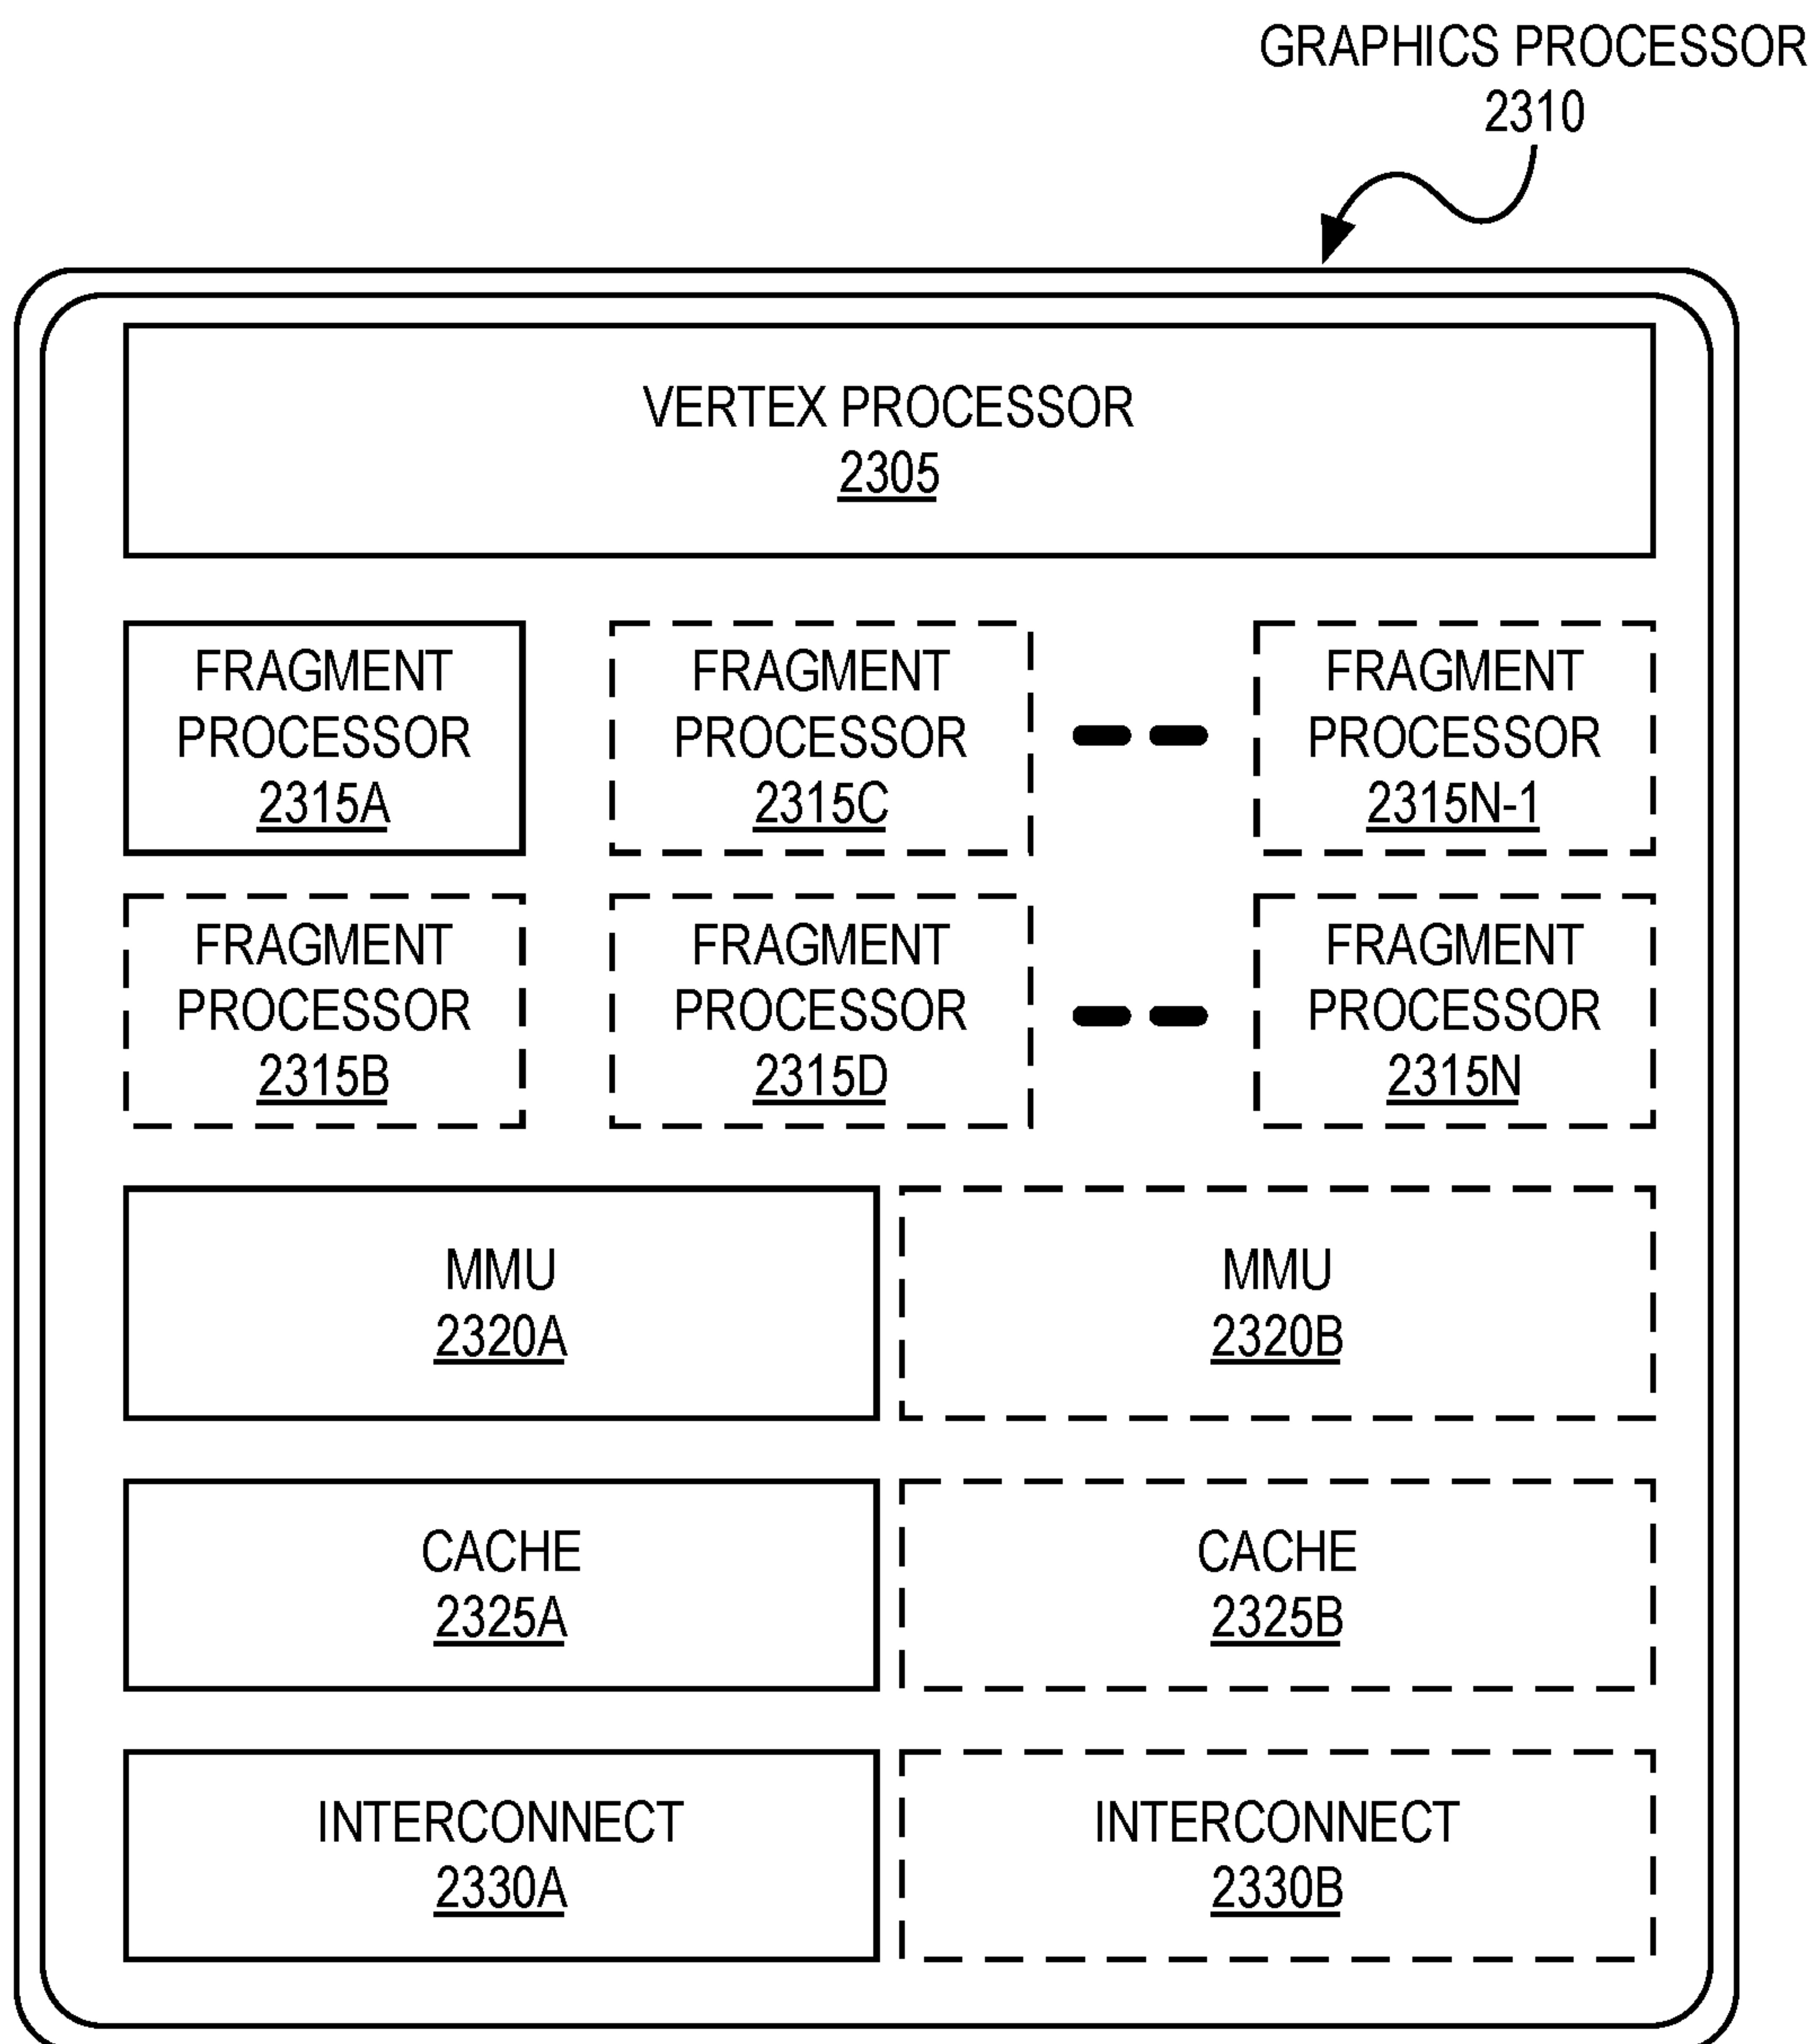 GRAPHICS PROCESSOR
2310
VERTEX PROCESSOR
2305
FRAGMENT
PROCESSOR
2315A
FRAGMENT
PROCESSOR
2315C
FRAGMENT
PROCESSOR
2315N-1
FRAGMENT
PROCESSOR
2315B
FRAGMENT
PROCESSOR
2315D
FRAGMENT
PROCESSOR
2315N
MMU
2320A
MMU
2320B
CACHE
2325A
CACHE
2325B
INTERCONNECT
2330A
INTERCONNECT
2330B